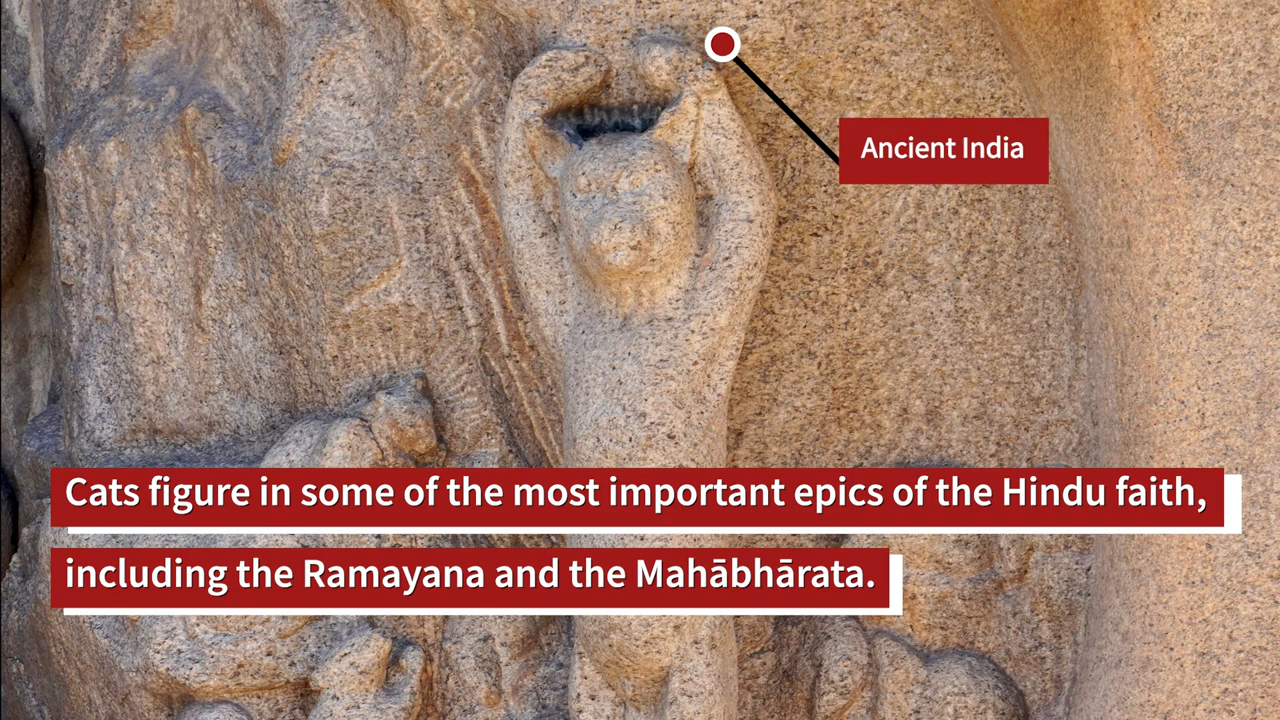 Ancient India
Cats figure in some of the most important epics of the Hindu faith,
including the Ramayana and the Mahābhārata.